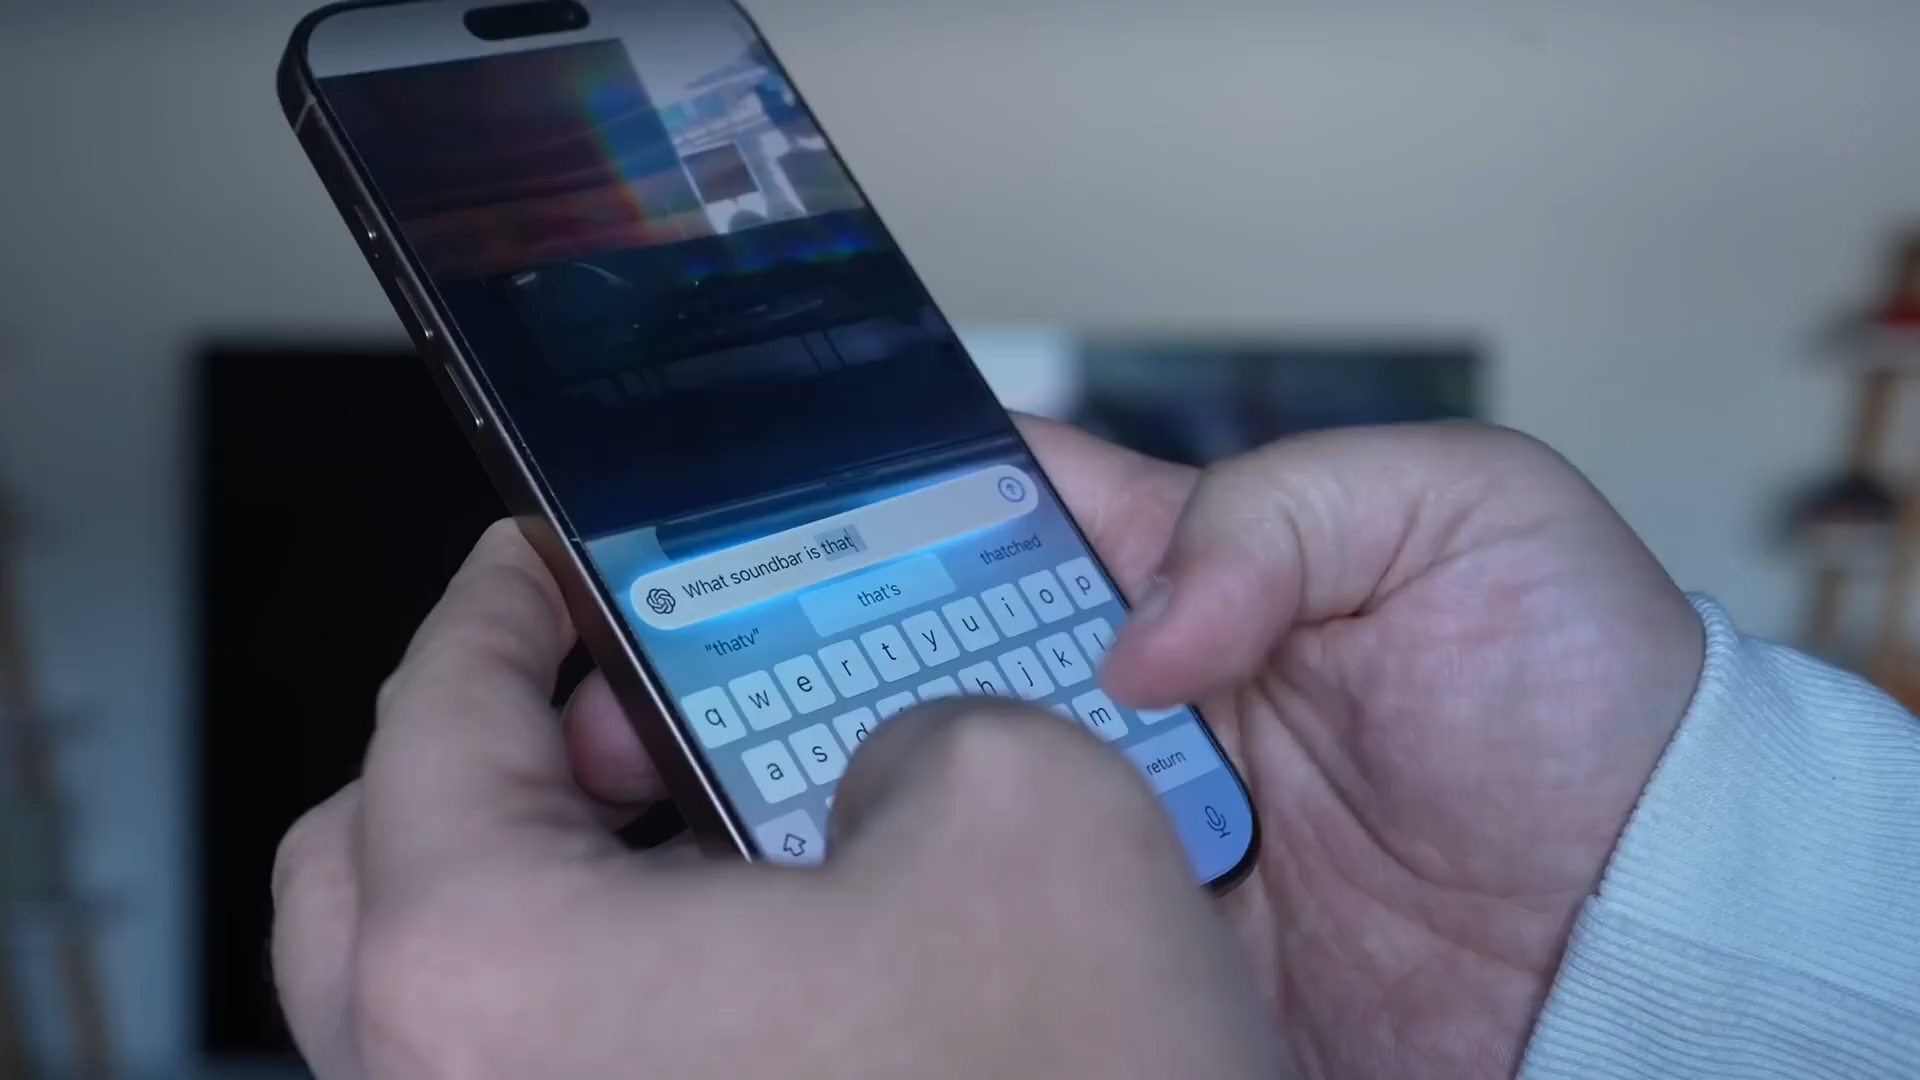 What soundbar is that
"thatv" that's thatched
q w e r t y u i o p
a s d h j k l
m
return